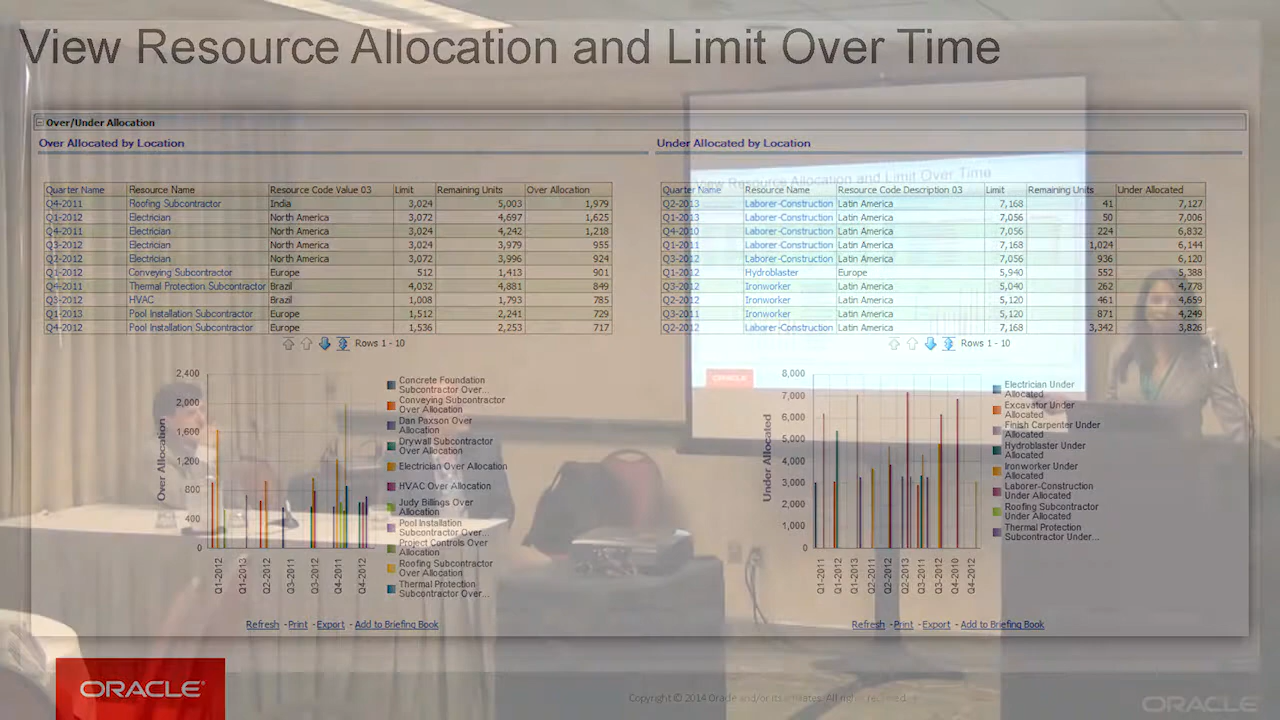 View Resource Allocation and Limit Over Time
Over/Under Allocation
Over Allocated by Location
Quarter Name Resource Name Resource Code Value 03 Limit Remaining Units Over Allocation
Q4-2011 Roofing Subcontractor India 3,024 5,003 1,979
Q1-2012 Electrician North America 3,072 4,697 1,625
Q4-2011 Electrician North America 3,024 4,242 1,218
Q3-2012 Electrician North America 3,024 3,979 955
Q2-2012 Electrician North America 3,072 3,996 924
Q1-2012 Conveying Subcontractor Europe 512 1,413 901
Q4-2011 Thermal Protection Subcontractor Brazil 4,032 4,881 849
Q3-2012 HVAC Brazil 1,008 1,793 785
Q1-2013 Pool Installation Subcontractor Europe 1,512 2,241 729
Q4-2012 Pool Installation Subcontractor Europe 1,536 2,253 717
Rows 1 - 10
Under Allocated by Location
Quarter Name Resource Name Resource Code Description 03 Limit Remaining Units Under Allocated
Q2-2013 Laborer-Construction Latin America 7,168 41 7,127
Q1-2013 Laborer-Construction Latin America 7,056 50 7,006
Q4-2010 Laborer-Construction Latin America 7,056 224 6,832
Q1-2011 Laborer-Construction Latin America 7,168 1,024 6,144
Q3-2012 Laborer-Construction Latin America 7,056 936 6,120
Q1-2012 Hydroblaster Europe 5,940 552 5,388
Q3-2012 Ironworker Latin America 5,040 262 4,778
Q2-2012 Ironworker Latin America 5,120 461 4,659
Q3-2011 Ironworker Latin America 5,120 871 4,249
Q2-2012 Laborer-Construction Latin America 7,168 3,342 3,826
Rows 1 - 10
View Resource Allocation and Limit Over Time
ORACLE
Over Allocation
2,400
2,000
1,600
1,200
800
400
0
Q1-2012 Q1-2013 Q2-2012 Q3-2011 Q3-2012 Q4-2011 Q4-2012
Concrete Foundation
Subcontractor Over...
Conveying Subcontractor
Over Allocation
Dan Paxson Over
Allocation
Drywall Subcontractor
Over Allocation
Electrician Over Allocation
HVAC Over Allocation
Judy Billings Over
Allocation
Pool Installation
Subcontractor Over...
Project Controls Over
Allocation
Roofing Subcontractor
Over Allocation
Thermal Protection
Subcontractor Over...
Refresh - Print - Export - Add to Briefing Book
Under Allocated
8,000
7,000
6,000
5,000
4,000
3,000
2,000
1,000
0
Q1-2011 Q1-2012 Q1-2013 Q2-2011 Q2-2012 Q2-2013 Q3-2011 Q3-2012 Q4-2010 Q4-2012
Electrician Under
Allocated
Excavator Under
Allocated
Finish Carpenter Under
Allocated
Hydroblaster Under
Allocated
Ironworker Under
Allocated
Laborer-Construction
Under Allocated
Roofing Subcontractor
Under Allocated
Thermal Protection
Subcontractor Under...
Refresh - Print - Export - Add to Briefing Book
ORACLE
Copyright © 2014 Oracle and/or its affiliates. All rights reserved.
ORACLE